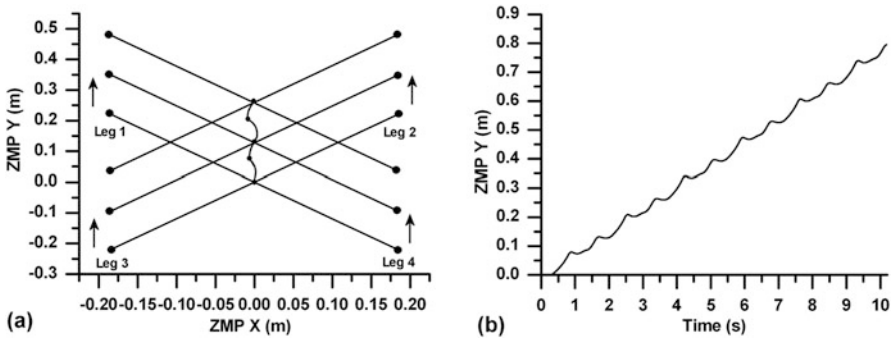 0.5
0.4
0.3
0.2
0.1
0.0
-0.1
-0.2
-0.3
ZMP Y (m)
Leg 1
Leg 2
Leg 3
Leg 4
-0.20 -0.15 -0.10 -0.05 0.00 0.05 0.10 0.15 0.20
ZMP X (m)
(a)
0.9
0.8
0.7
0.6
0.5
0.4
0.3
0.2
0.1
0.0
ZMP Y (m)
0 1 2 3 4 5 6 7 8 9 10
Time (s)
(b)